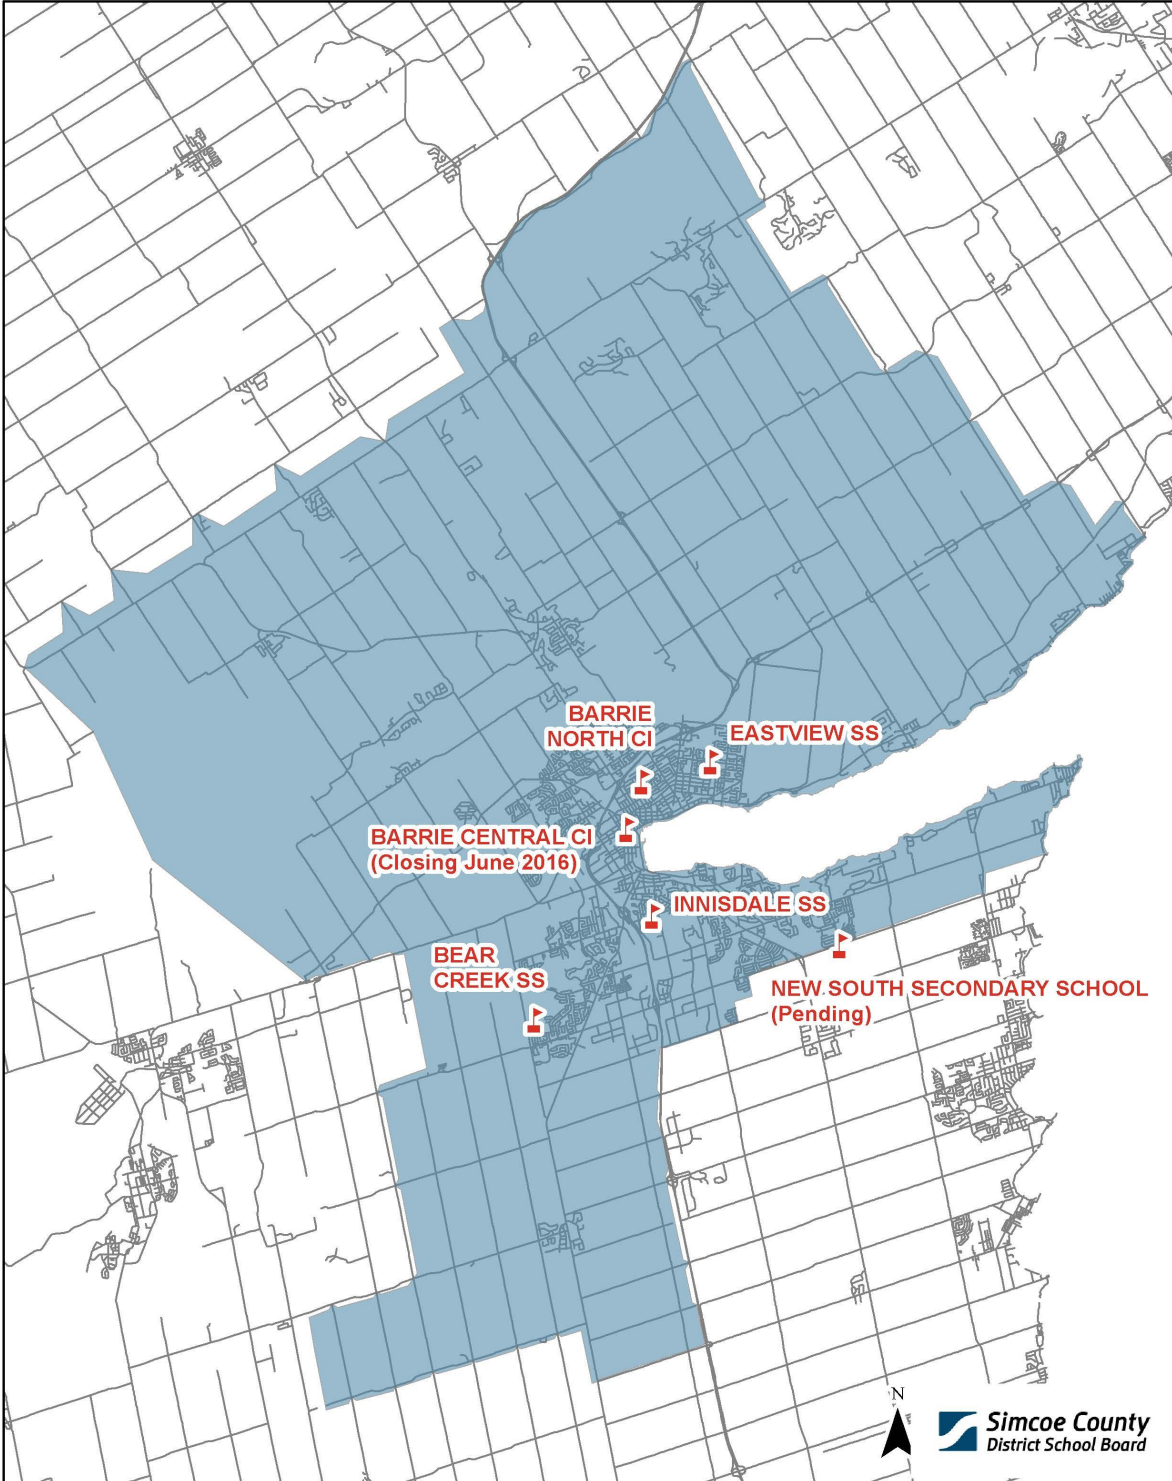 BARRIE
NORTH CI
EASTVIEW SS
BARRIE CENTRAL CI
(Closing June 2016)
INNISDALE SS
BEAR
CREEK SS
NEW SOUTH SECONDARY SCHOOL
(Pending)
N
Simcoe County
District School Board